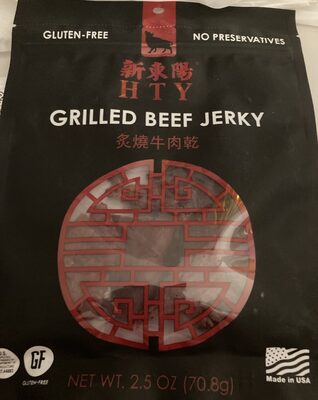 GLUTEN-FREE
NO PRESERVATIVES
新東陽
HTY
GRILLED BEEF JERKY
炙燒牛肉乾
GF
GLUTEN-FREE
Made in USA
NET WT. 2.5 OZ (70.8g)